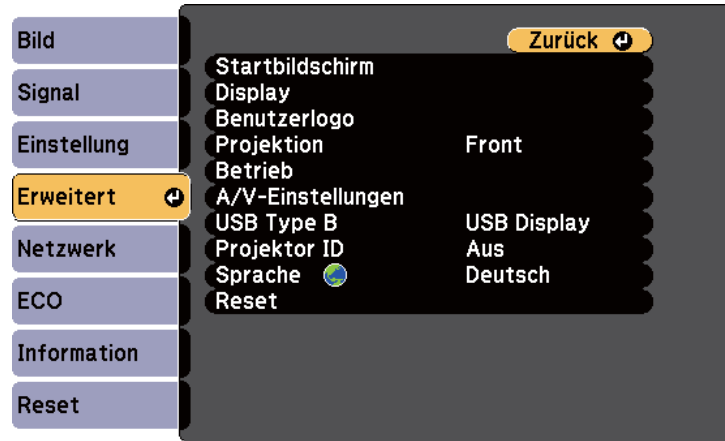 Bild
Signal
Einstellung
Erweitert
Netzwerk
ECO
Information
Reset
Zurück
Startbildschirm
Display
Benutzerlogo
Projektion Front
Betrieb
A/V-Einstellungen
USB Type B USB Display
Projektor ID Aus
Sprache Deutsch
Reset